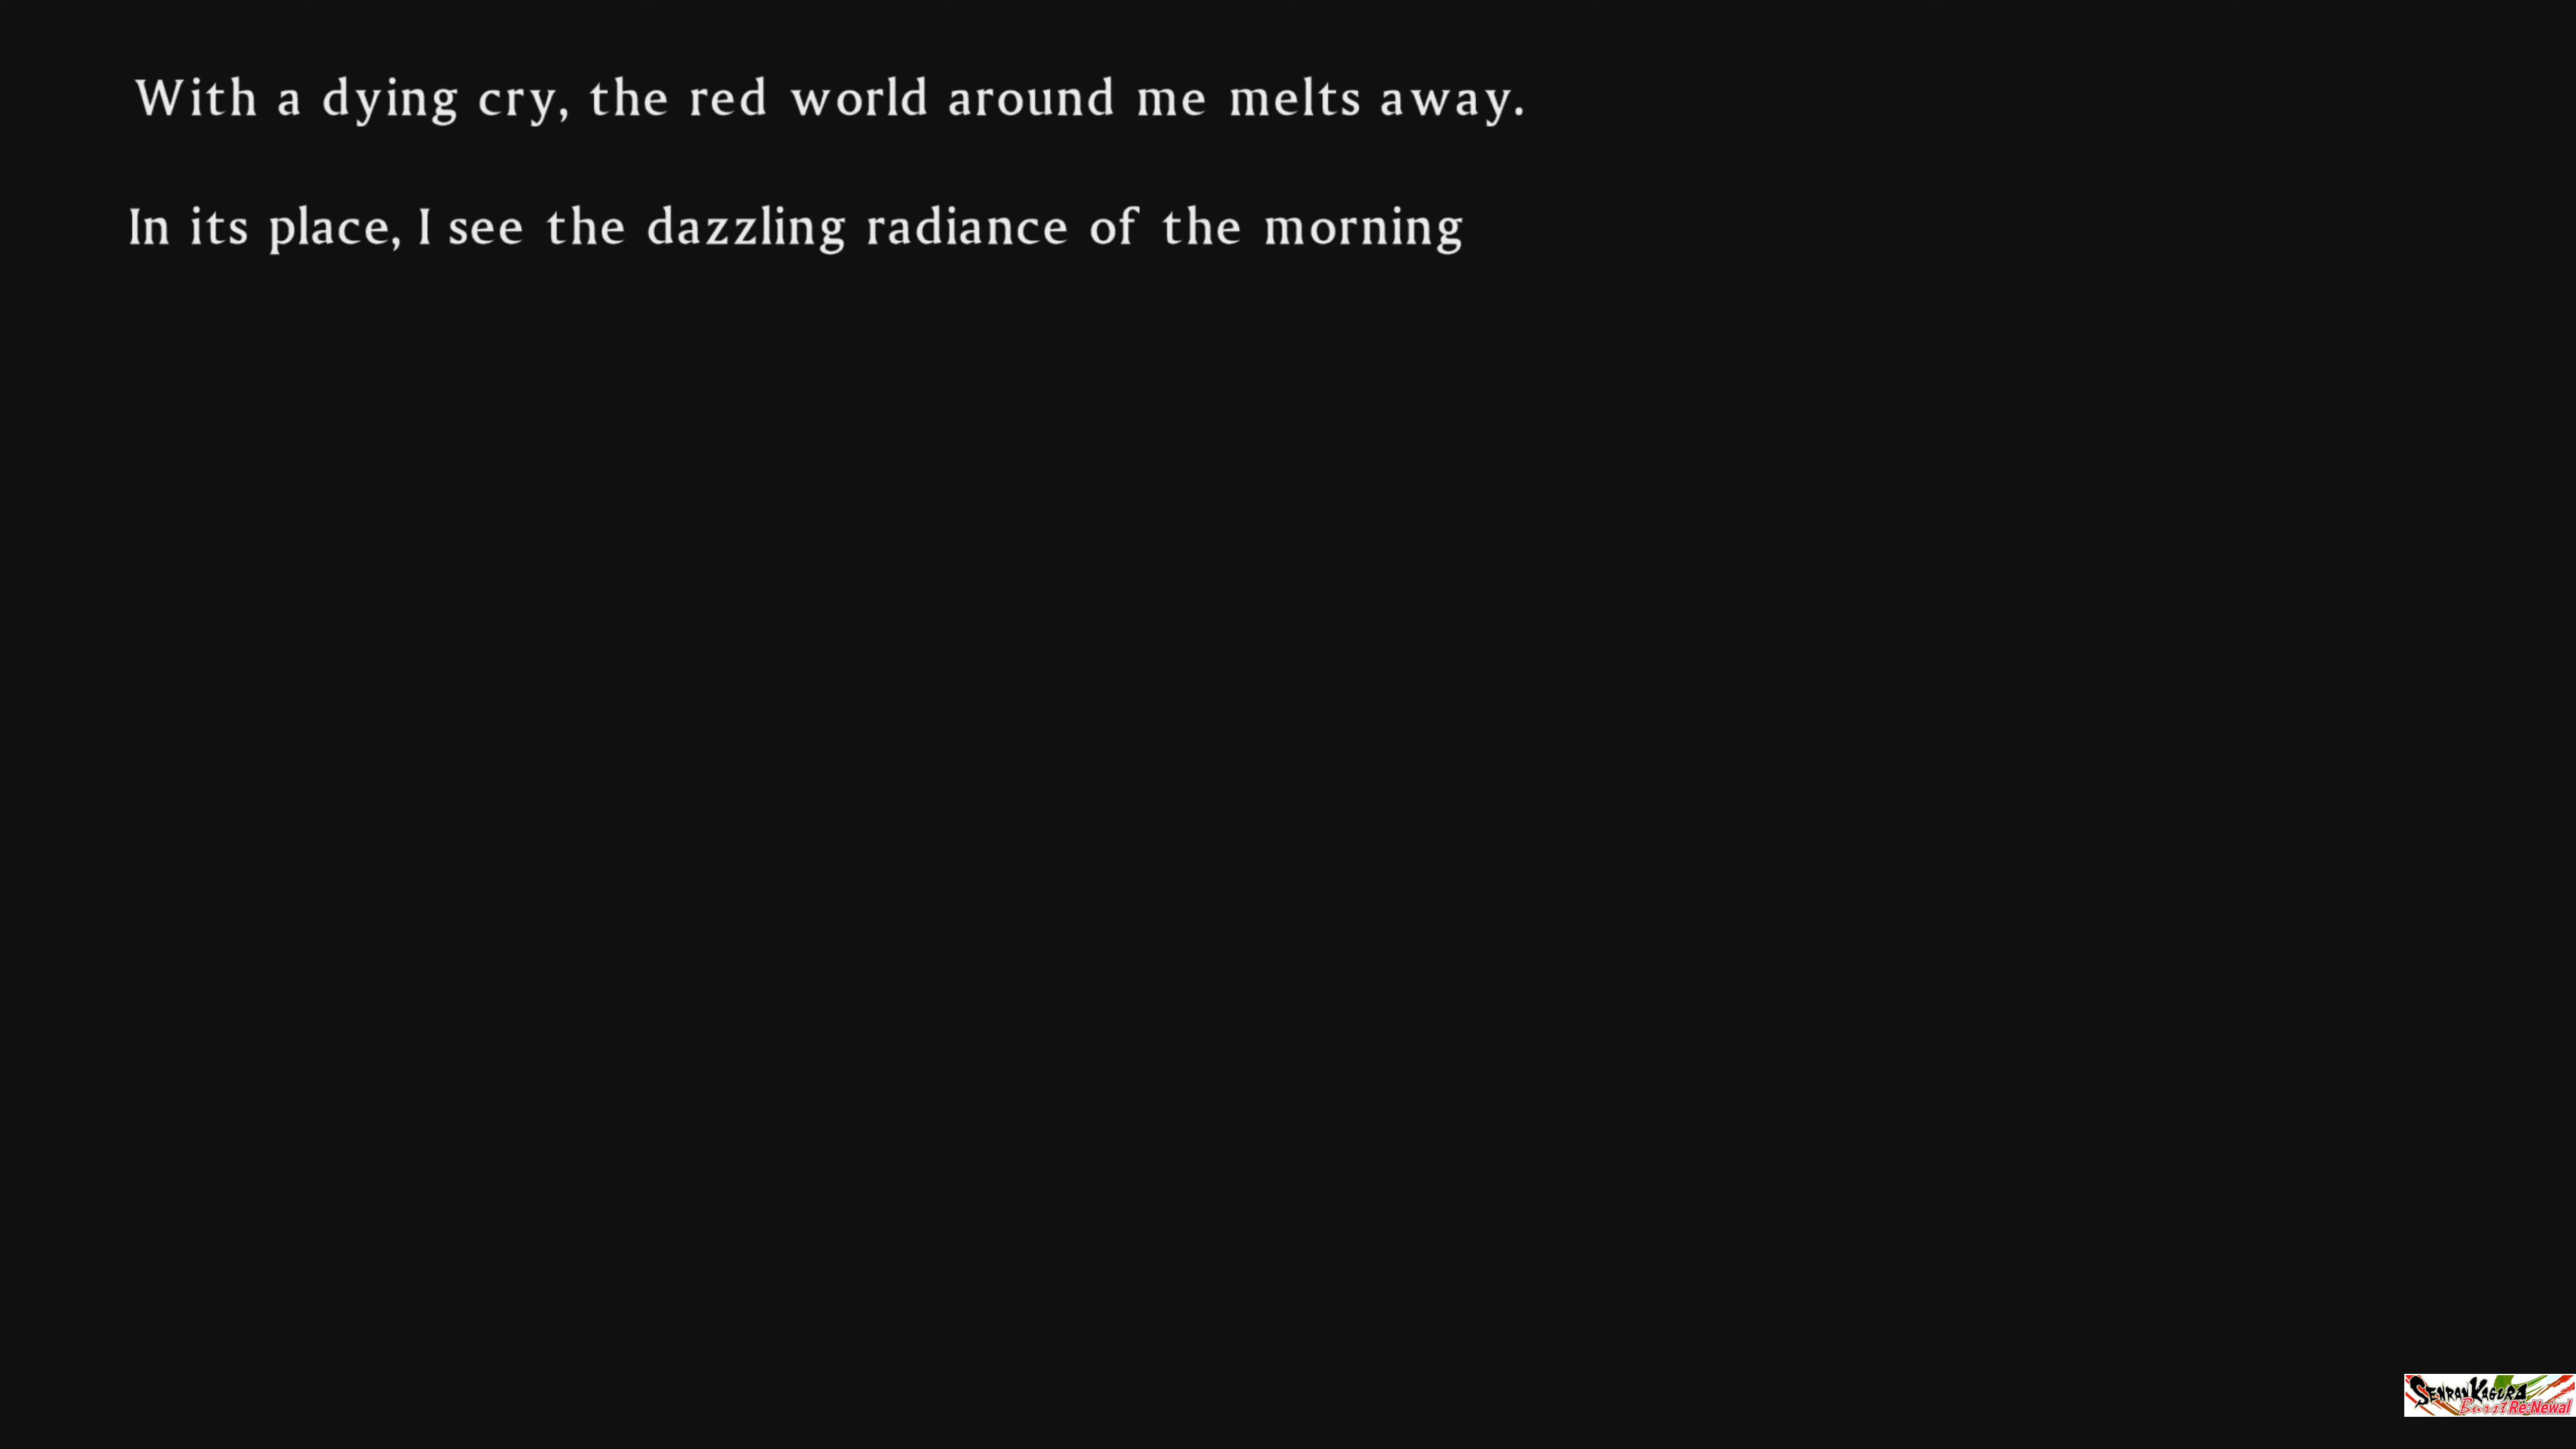 With a dying cry, the red world around me melts away.
In its place, I see the dazzling radiance of the morning
SENRAN KAGURA
Burst Re:Newal